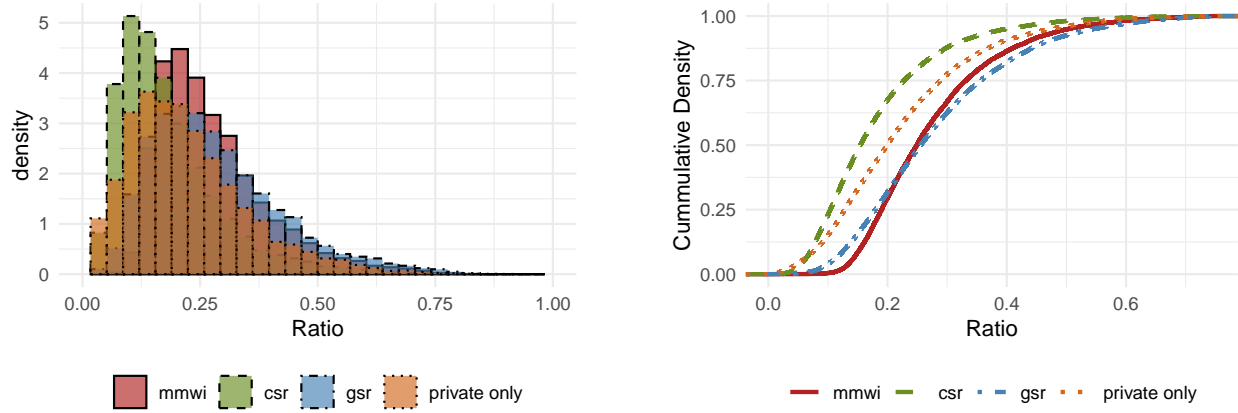 density
5
4
3
2
1
0
0.00 0.25 0.50 0.75 1.00
Ratio
mmwi csr gsr private only
Cummulative Density
1.00
0.75
0.50
0.25
0.00
0.0 0.2 0.4 0.6
Ratio
mmwi csr gsr private only